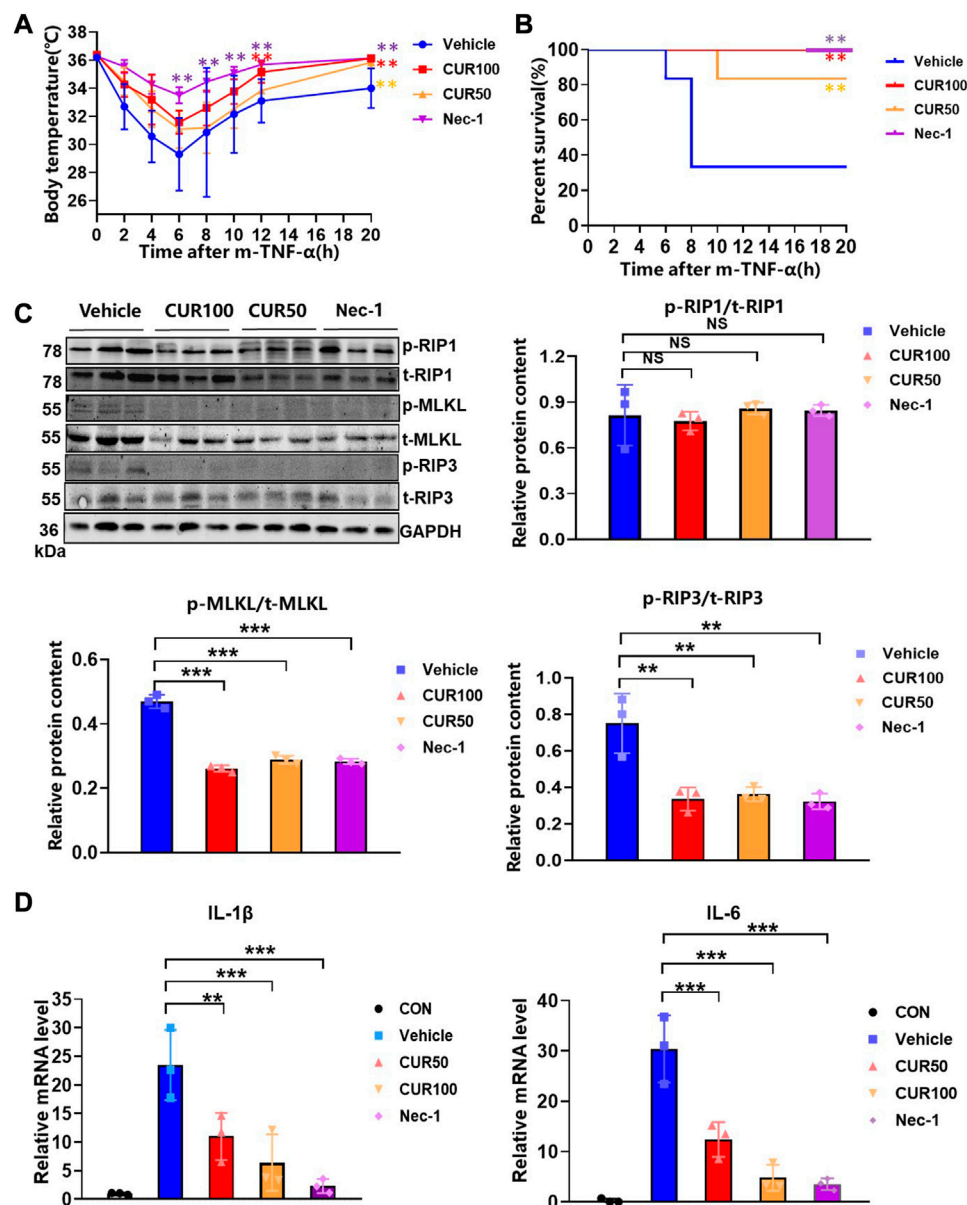 A
Body temperrature(℃)
38
36
34
32
30
28
26
0 2 4 6 8 10 12 14 16 18 20
Time after m-TNF-α(h)
** ** ** ** **
** **
**
Vehicle
CUR100
CUR50
Nec-1
B
Percent survival(%)
100
80
60
40
20
0
0 2 4 6 8 10 12 14 16 18 20
Time after m-TNF-α(h)
**
**
**
Vehicle
CUR100
CUR50
Nec-1
C
Vehicle CUR100 CUR50 Nec-1
78 p-RIP1
78 t-RIP1
55 p-MLKL
55 t-MLKL
55 p-RIP3
55 t-RIP3
36 GAPDH
kDa
p-RIP1/t-RIP1
NS
NS
NS
Relative protein content
1.2
0.9
0.6
0.3
0.0
Vehicle
CUR100
CUR50
Nec-1
p-MLKL/t-MLKL
***
***
***
Relative protein content
0.6
0.4
0.2
0.0
Vehicle
CUR100
CUR50
Nec-1
p-RIP3/t-RIP3
**
**
**
Relative protein content
1.0
0.8
0.6
0.4
0.2
0.0
Vehicle
CUR100
CUR50
Nec-1
D
IL-1β
***
***
**
Relative mRNA level
35
30
25
20
15
10
5
0
CON
Vehicle
CUR50
CUR100
Nec-1
IL-6
***
***
***
Relative mRNA level
40
30
20
10
0
CON
Vehicle
CUR50
CUR100
Nec-1